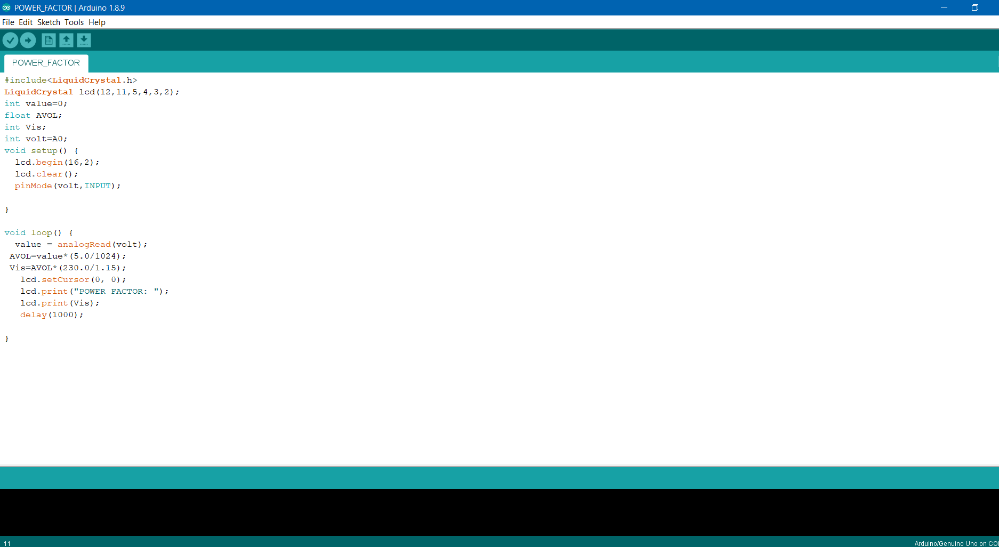 POWER_FACTOR | Arduino 1.8.9
File Edit Sketch Tools Help
POWER_FACTOR
#include<LiquidCrystal.h>
LiquidCrystal lcd(12,11,5,4,3,2);
int value=0;
float AVOL;
int Vis;
int volt=A0;
void setup() {
  lcd.begin(16,2);
  lcd.clear();
  pinMode(volt,INPUT);
}
void loop() {
  value = analogRead(volt);
 AVOL=value*(5.0/1024);
 Vis=AVOL*(230.0/1.15);
   lcd.setCursor(0, 0);
   lcd.print("POWER FACTOR: ");
   lcd.print(Vis);
   delay(1000);
}
11
Arduino/Genuino Uno on CO